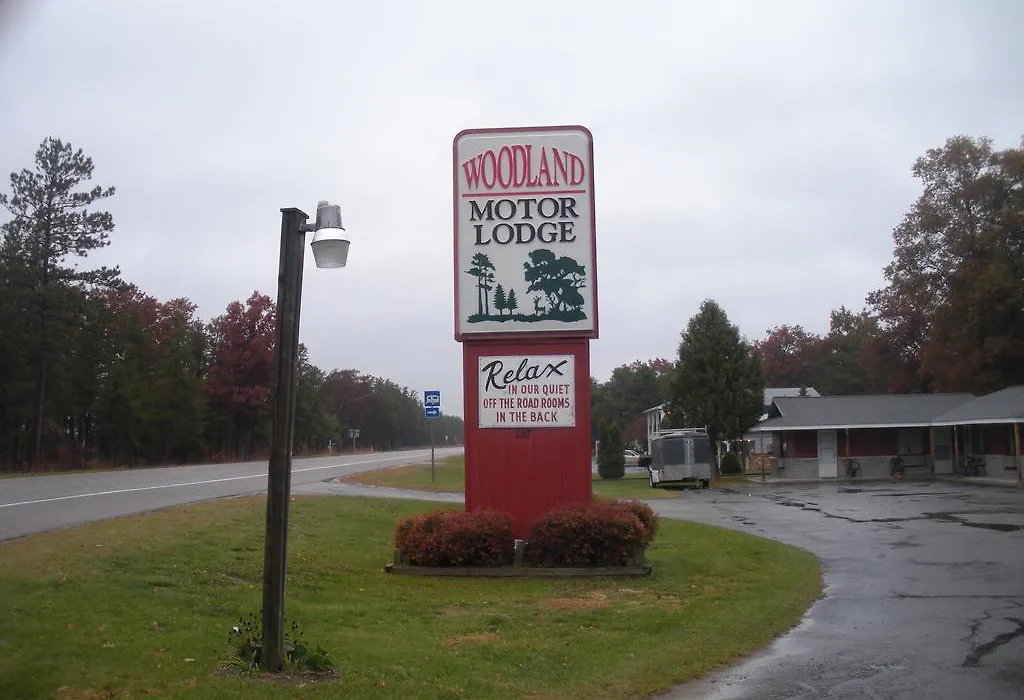 WOODLAND
MOTOR
LODGE
Relax
IN OUR QUIET
OFF THE ROAD ROOMS
IN THE BACK